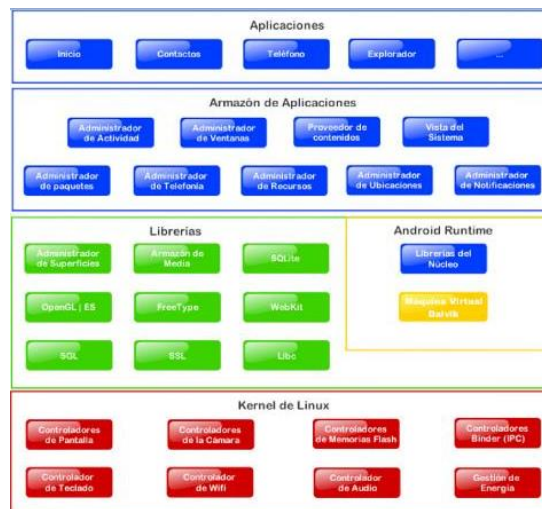 Aplicaciones
Inicio
Contactos
Teléfono
Explorador
...
Armazón de Aplicaciones
Administrador
de Actividad
Administrador
de Ventanas
Proveedor de
contenidos
Vista del
Sistema
Administrador
de paquetes
Administrador
de Telefonía
Administrador
de Recursos
Administrador
de Ubicaciones
Administrador
de Notificaciones
Librerías
Administrador
de Superficies
Armazón de
Media
SQLite
OpenGL | ES
FreeType
WebKit
SGL
SSL
Libc
Android Runtime
Librerías del
Núcleo
Máquina Virtual
Dalvik
Kernel de Linux
Controladores
de Pantalla
Controladores
de la Cámara
Controladores
de Memorias Flash
Controladores
Binder (IPC)
Controlador
de Teclado
Controlador
de Wifi
Controlador
de Audio
Gestión de
Energía